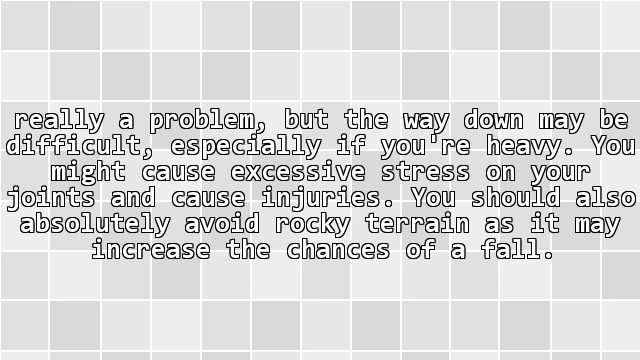 really a problem, but the way down may be
difficult, especially if you're heavy. You
might cause excessive stress on your
joints and cause injuries. You should also
absolutely avoid rocky terrain as it may
increase the chances of a fall.